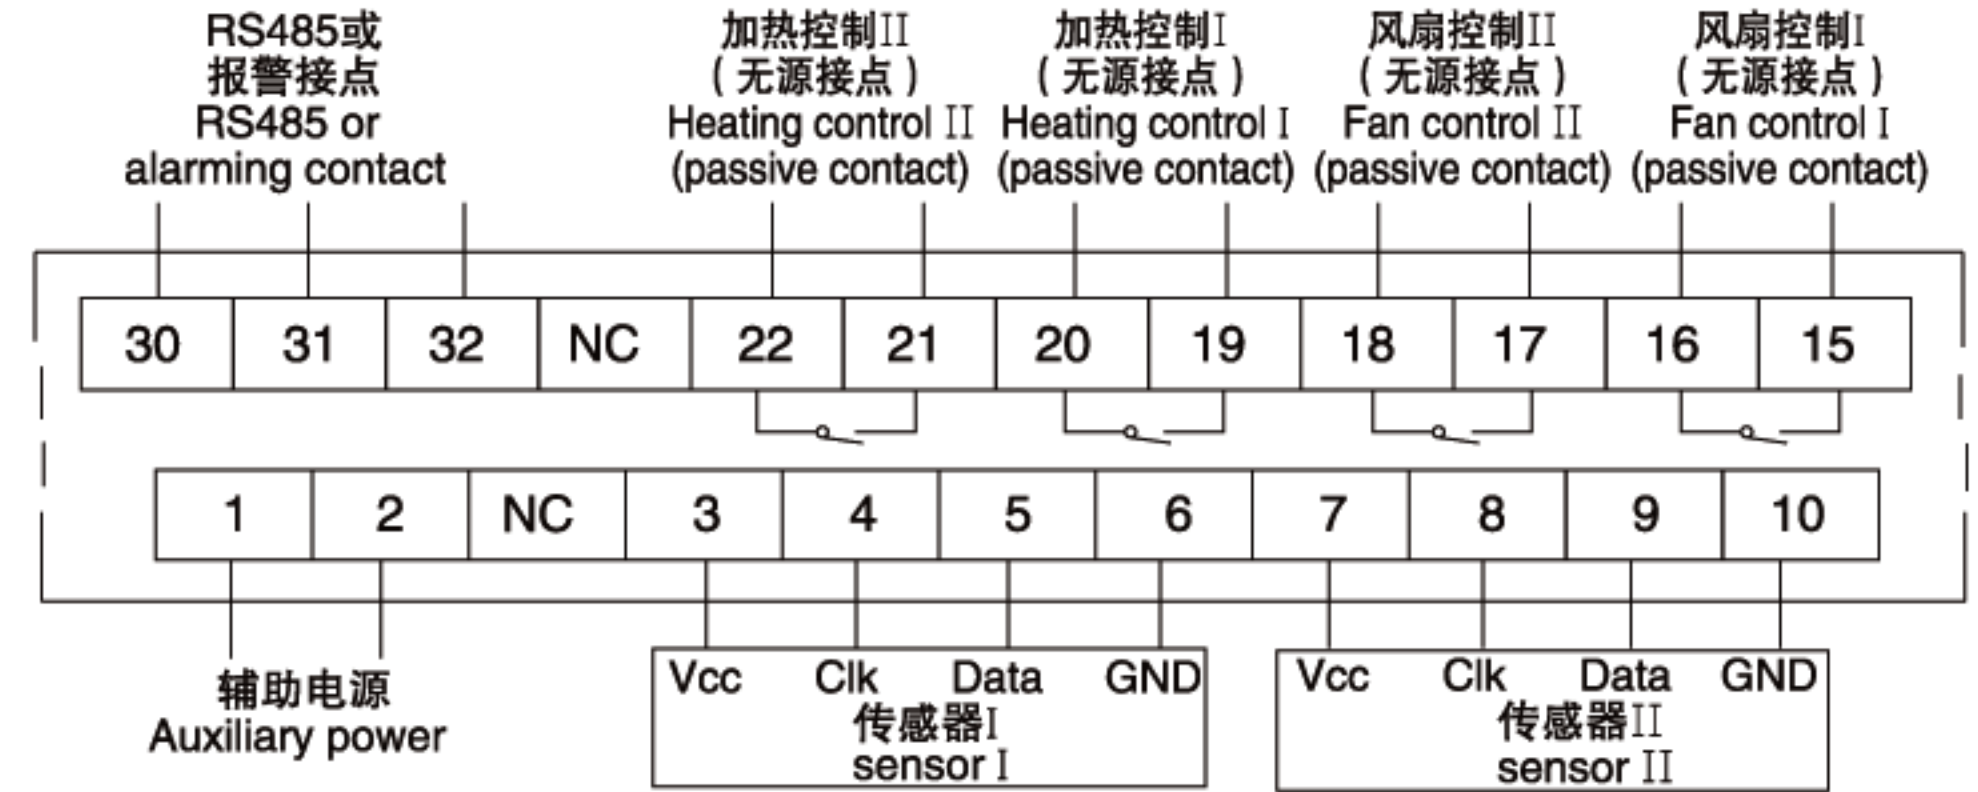 RS485或
报警接点
RS485 or
alarming contact
加热控制II
(无源接点)
Heating control II
(passive contact)
加热控制I
(无源接点)
Heating control I
(passive contact)
风扇控制II
(无源接点)
Fan control II
(passive contact)
风扇控制I
(无源接点)
Fan control I
(passive contact)
30 31 32 NC 22 21 20 19 18 17 16 15
1 2 NC 3 4 5 6 7 8 9 10
辅助电源
Auxiliary power
Vcc Clk Data GND
传感器I
sensor I
Vcc Clk Data GND
传感器II
sensor II